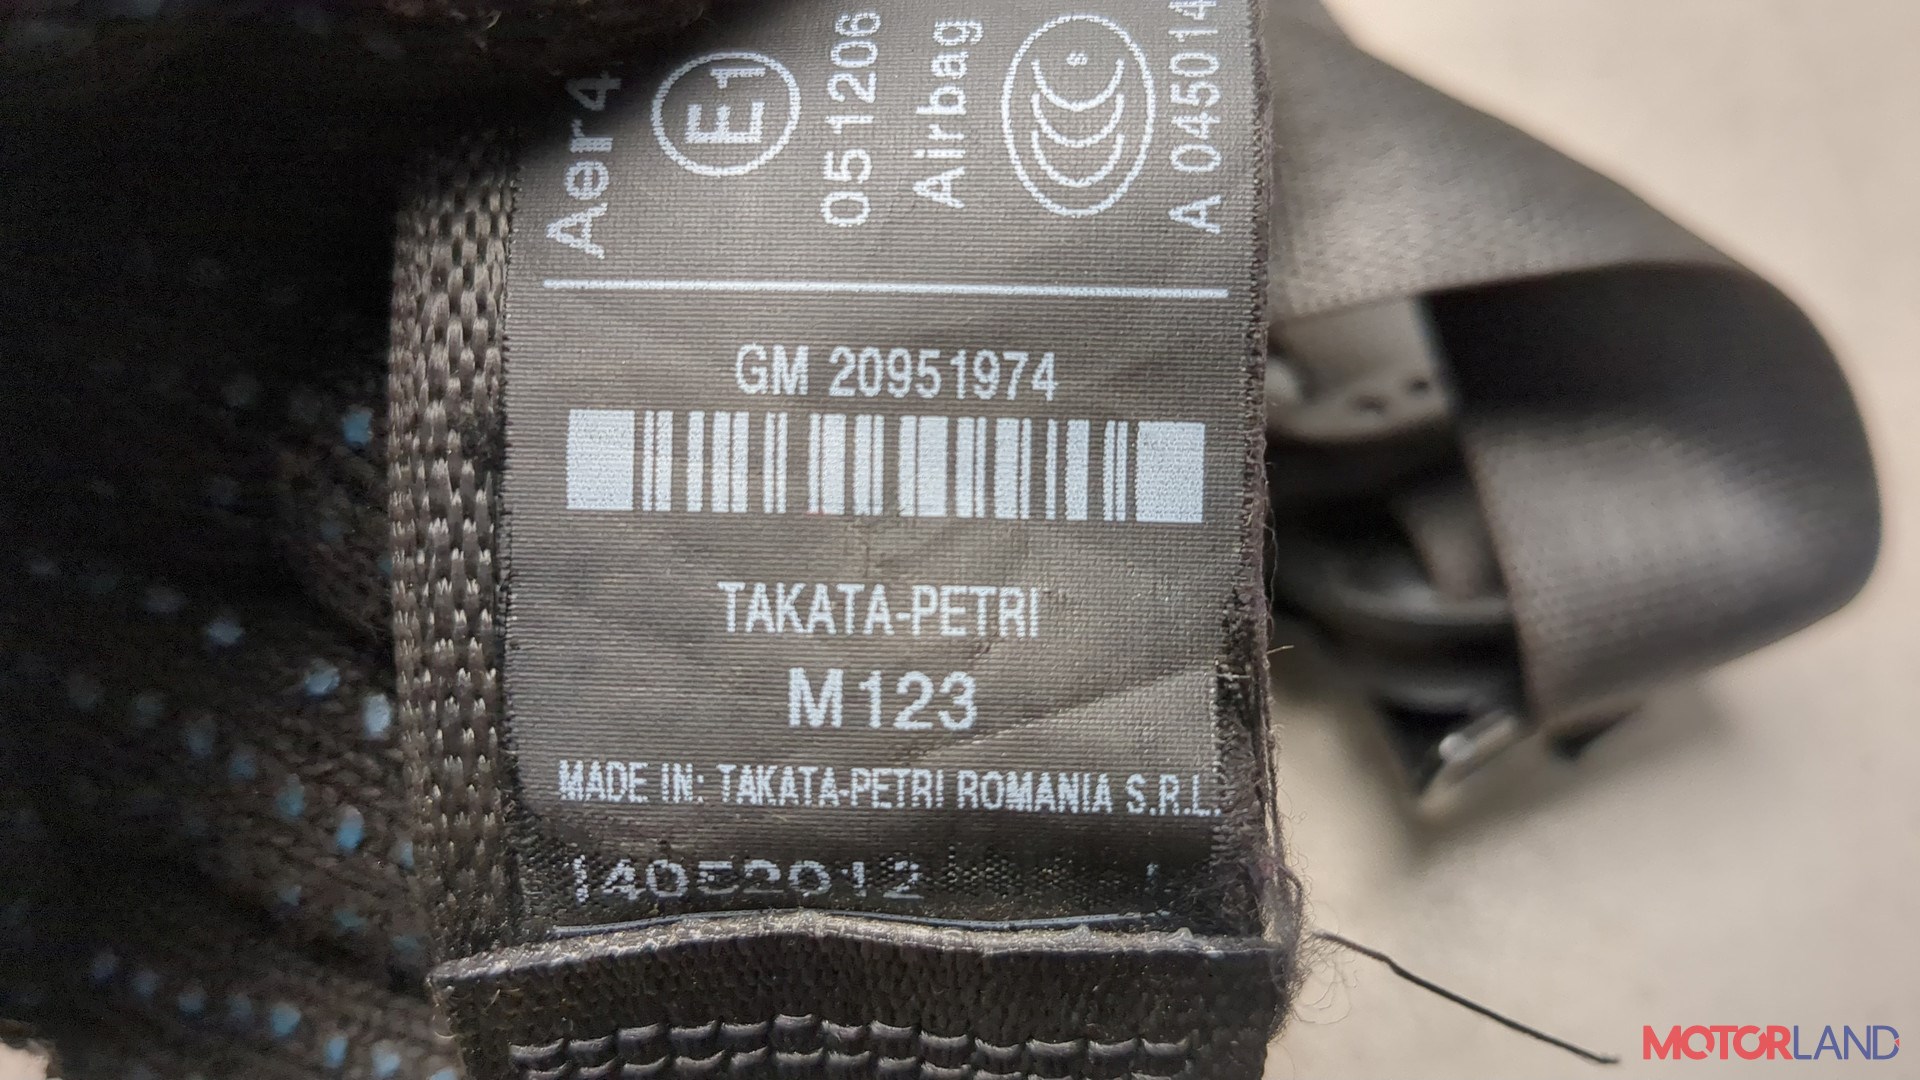 Aer4
E1
051206
Airbag
S
A 045014
GM 20951974
TAKATA-PETRI
M123
MADE IN: TAKATA-PETRI ROMANIA S.R.L.
14052012
MOTORLAND